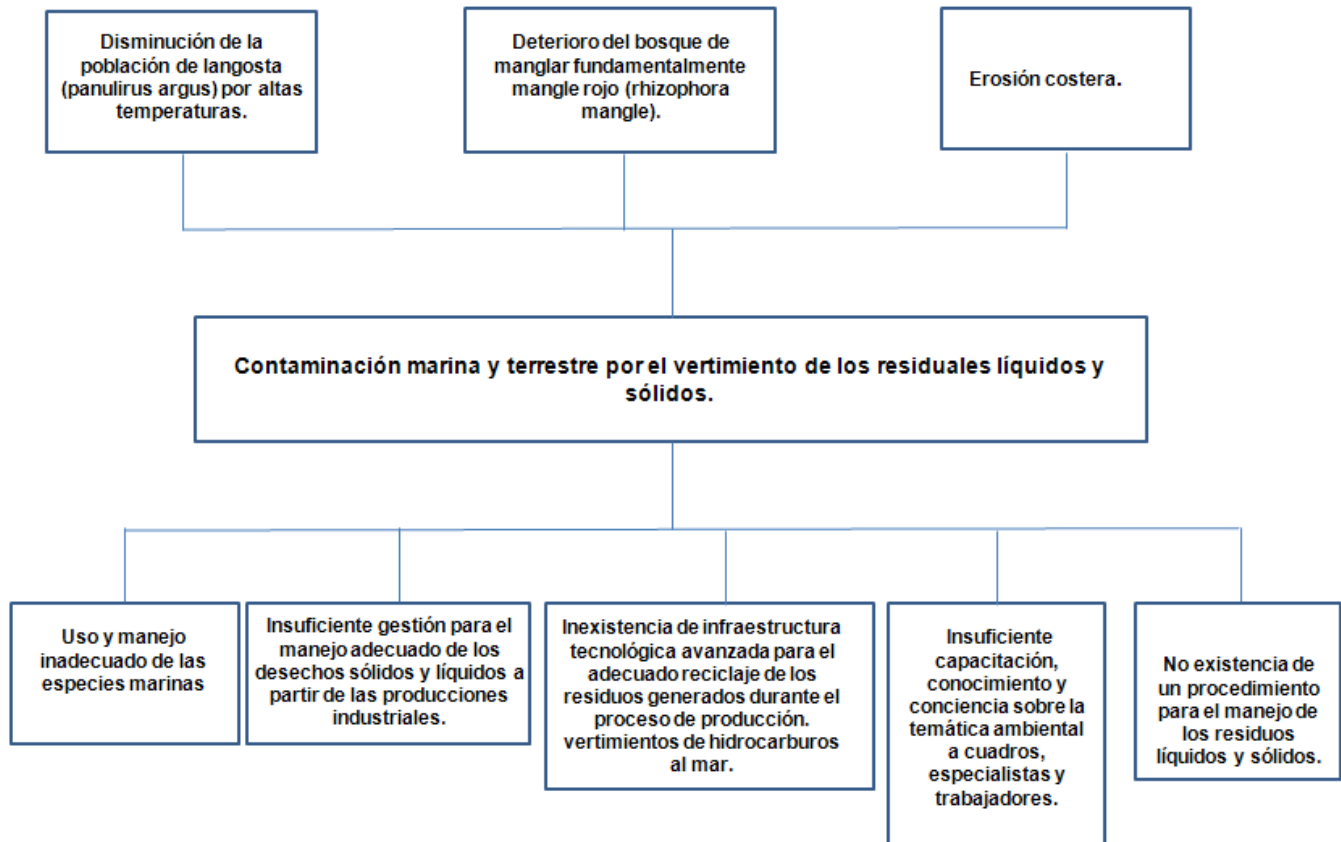 Disminución de la
población de langosta
(panulirus argus) por altas
temperaturas.
Deterioro del bosque de
manglar fundamentalmente
mangle rojo (rhizophora
mangle).
Erosión costera.
Contaminación marina y terrestre por el vertimiento de los residuales líquidos y
sólidos.
Uso y manejo
inadecuado de las
especies marinas
Insuficiente gestión para el
manejo adecuado de los
desechos sólidos y líquidos a
partir de las producciones
industriales.
Inexistencia de infraestructura
tecnológica avanzada para el
adecuado reciclaje de los
residuos generados durante el
proceso de producción.
vertimientos de hidrocarburos
al mar.
Insuficiente
capacitación,
conocimiento y
conciencia sobre la
temática ambiental
a cuadros,
especialistas y
trabajadores.
No existencia de
un procedimiento
para el manejo de
los residuos
líquidos y sólidos.